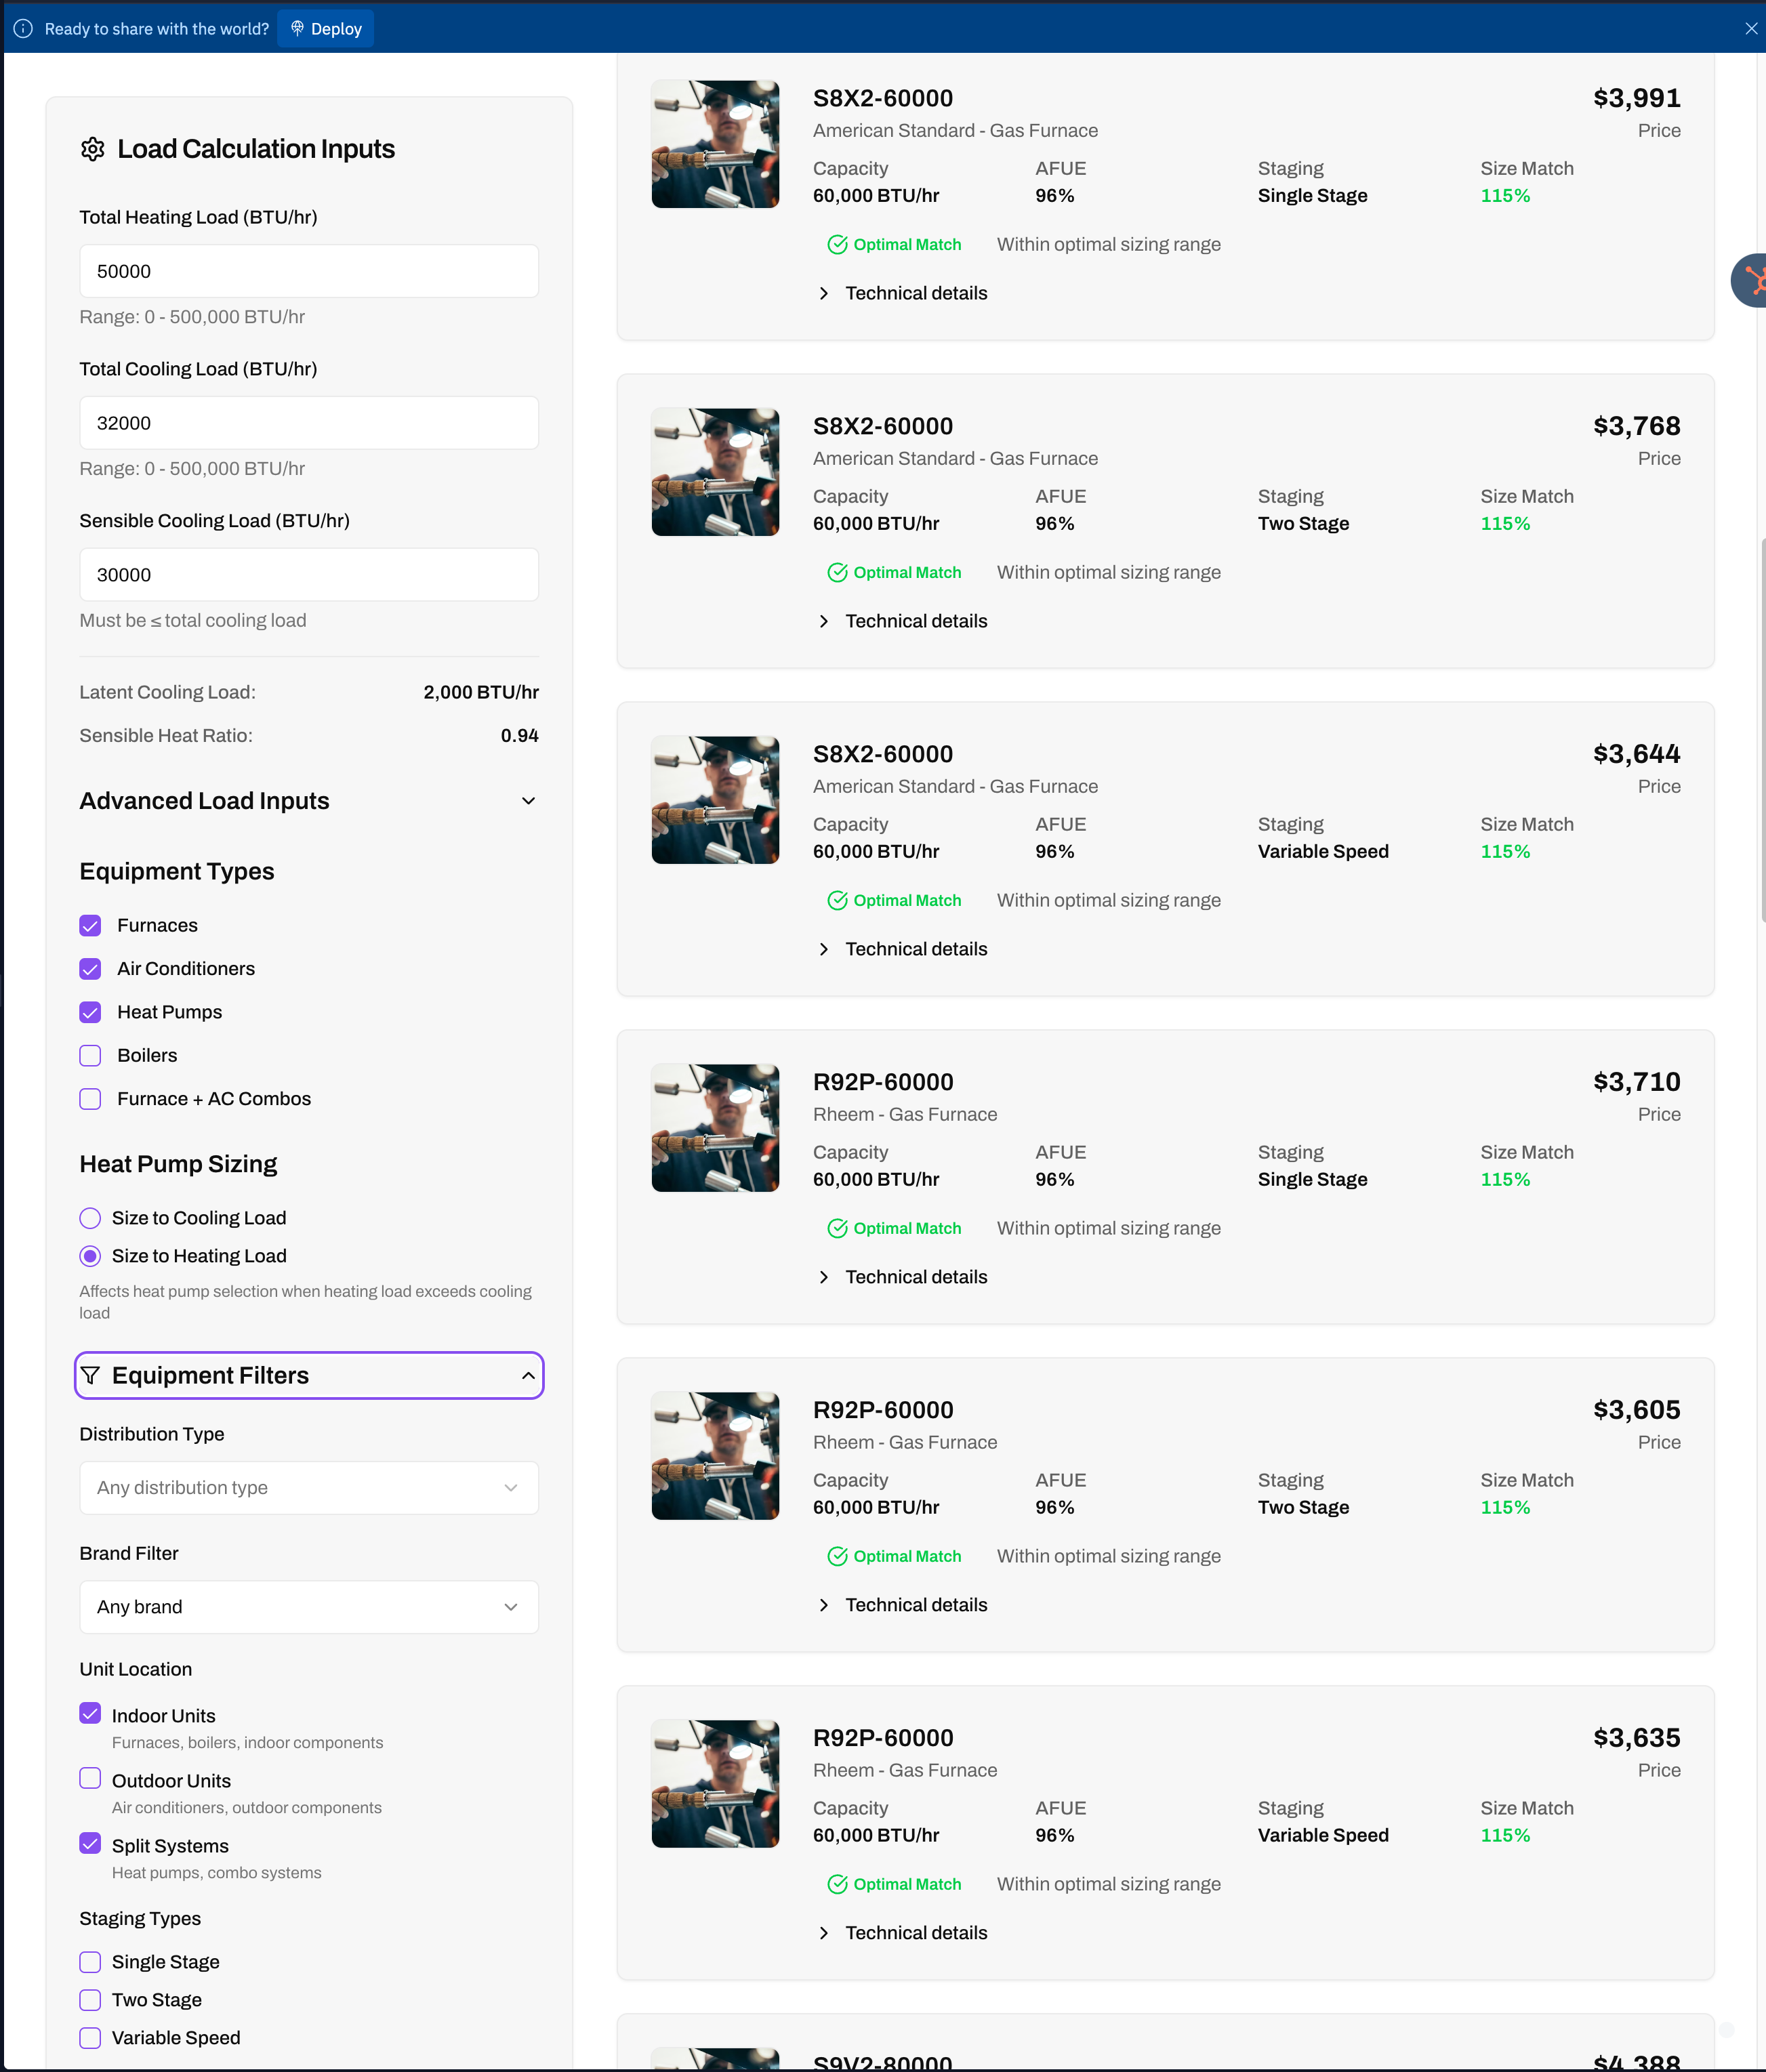 Ready to share with the world?
Deploy
Load Calculation Inputs
Total Heating Load (BTU/hr)
50000
Range: 0 - 500,000 BTU/hr
Total Cooling Load (BTU/hr)
32000
Range: 0 - 500,000 BTU/hr
Sensible Cooling Load (BTU/hr)
30000
Must be ≤ total cooling load
Latent Cooling Load: 2,000 BTU/hr
Sensible Heat Ratio: 0.94
Advanced Load Inputs
Equipment Types
Furnaces
Air Conditioners
Heat Pumps
Boilers
Furnace + AC Combos
Heat Pump Sizing
Size to Cooling Load
Size to Heating Load
Affects heat pump selection when heating load exceeds cooling
load
Equipment Filters
Distribution Type
Any distribution type
Brand Filter
Any brand
Unit Location
Indoor Units
Furnaces, boilers, indoor components
Outdoor Units
Air conditioners, outdoor components
Split Systems
Heat pumps, combo systems
Staging Types
Single Stage
Two Stage
Variable Speed
S8X2-60000 $3,991
American Standard - Gas Furnace Price
Capacity AFUE Staging Size Match
60,000 BTU/hr 96% Single Stage 115%
Optimal Match Within optimal sizing range
Technical details
S8X2-60000 $3,768
American Standard - Gas Furnace Price
Capacity AFUE Staging Size Match
60,000 BTU/hr 96% Two Stage 115%
Optimal Match Within optimal sizing range
Technical details
S8X2-60000 $3,644
American Standard - Gas Furnace Price
Capacity AFUE Staging Size Match
60,000 BTU/hr 96% Variable Speed 115%
Optimal Match Within optimal sizing range
Technical details
R92P-60000 $3,710
Rheem - Gas Furnace Price
Capacity AFUE Staging Size Match
60,000 BTU/hr 96% Single Stage 115%
Optimal Match Within optimal sizing range
Technical details
R92P-60000 $3,605
Rheem - Gas Furnace Price
Capacity AFUE Staging Size Match
60,000 BTU/hr 96% Two Stage 115%
Optimal Match Within optimal sizing range
Technical details
R92P-60000 $3,635
Rheem - Gas Furnace Price
Capacity AFUE Staging Size Match
60,000 BTU/hr 96% Variable Speed 115%
Optimal Match Within optimal sizing range
Technical details
S9V2-80000 $4,388